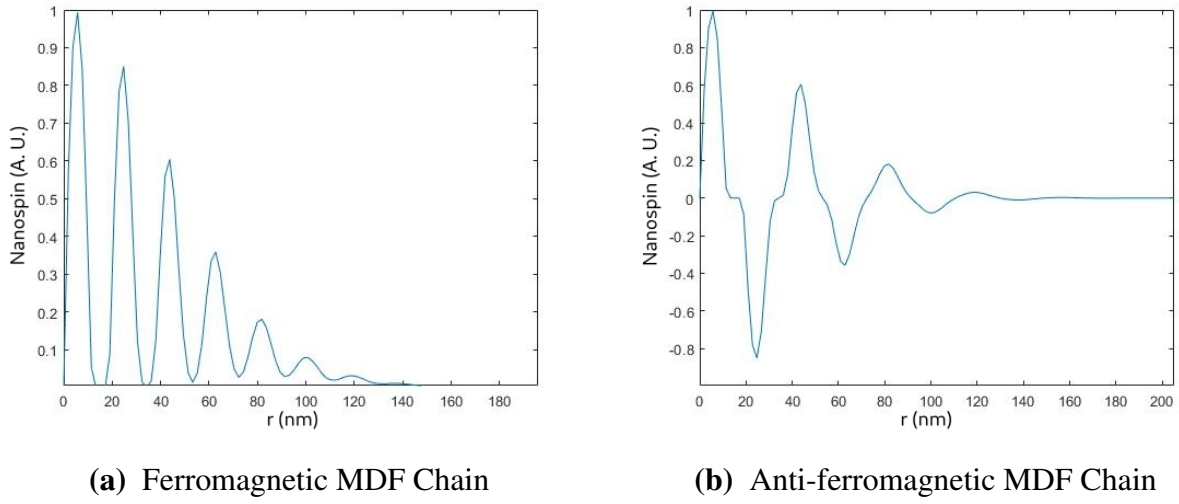 1
0.9
0.8
0.7
0.6
0.5
0.4
0.3
0.2
0.1
0 20 40 60 80 100 120 140 160 180
r (nm)
Nanospin (A. U.)
1
0.8
0.6
0.4
0.2
0
-0.2
-0.4
-0.6
-0.8
0 20 40 60 80 100 120 140 160 180 200
r (nm)
Nanospin (A. U.)
(a) Ferromagnetic MDF Chain
(b) Anti-ferromagnetic MDF Chain